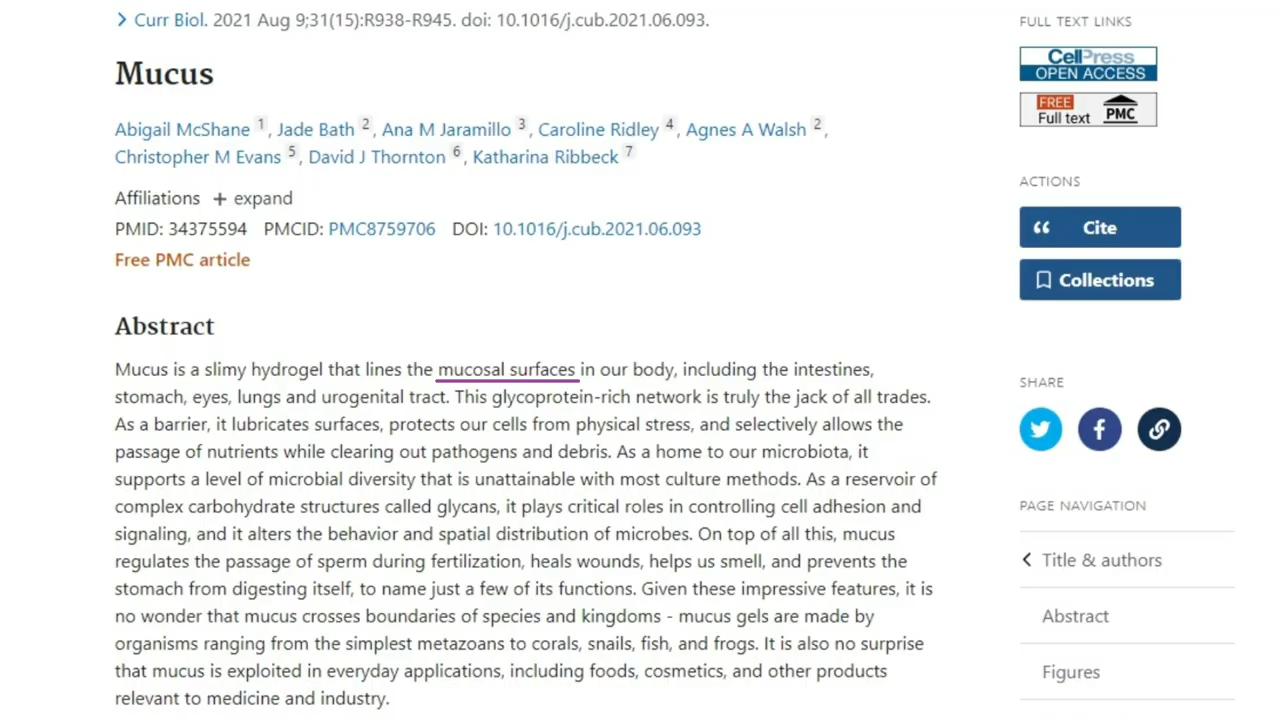 Curr Biol. 2021 Aug 9;31(15):R938-R945. doi: 10.1016/j.cub.2021.06.093.
Mucus
Abigail McShane 1, Jade Bath 2, Ana M Jaramillo 3, Caroline Ridley 4, Agnes A Walsh 2,
Christopher M Evans 5, David J Thornton 6, Katharina Ribbeck 7
Affiliations + expand
PMID: 34375594 PMCID: PMC8759706 DOI: 10.1016/j.cub.2021.06.093
Free PMC article
Abstract
Mucus is a slimy hydrogel that lines the mucosal surfaces in our body, including the intestines,
stomach, eyes, lungs and urogenital tract. This glycoprotein-rich network is truly the jack of all trades.
As a barrier, it lubricates surfaces, protects our cells from physical stress, and selectively allows the
passage of nutrients while clearing out pathogens and debris. As a home to our microbiota, it
supports a level of microbial diversity that is unattainable with most culture methods. As a reservoir of
complex carbohydrate structures called glycans, it plays critical roles in controlling cell adhesion and
signaling, and it alters the behavior and spatial distribution of microbes. On top of all this, mucus
regulates the passage of sperm during fertilization, heals wounds, helps us smell, and prevents the
stomach from digesting itself, to name just a few of its functions. Given these impressive features, it is
no wonder that mucus crosses boundaries of species and kingdoms - mucus gels are made by
organisms ranging from the simplest metazoans to corals, snails, fish, and frogs. It is also no surprise
that mucus is exploited in everyday applications, including foods, cosmetics, and other products
relevant to medicine and industry.
FULL TEXT LINKS
CellPress
OPEN ACCESS
FREE
Full text PMC
ACTIONS
Cite
Collections
SHARE
PAGE NAVIGATION
Title & authors
Abstract
Figures